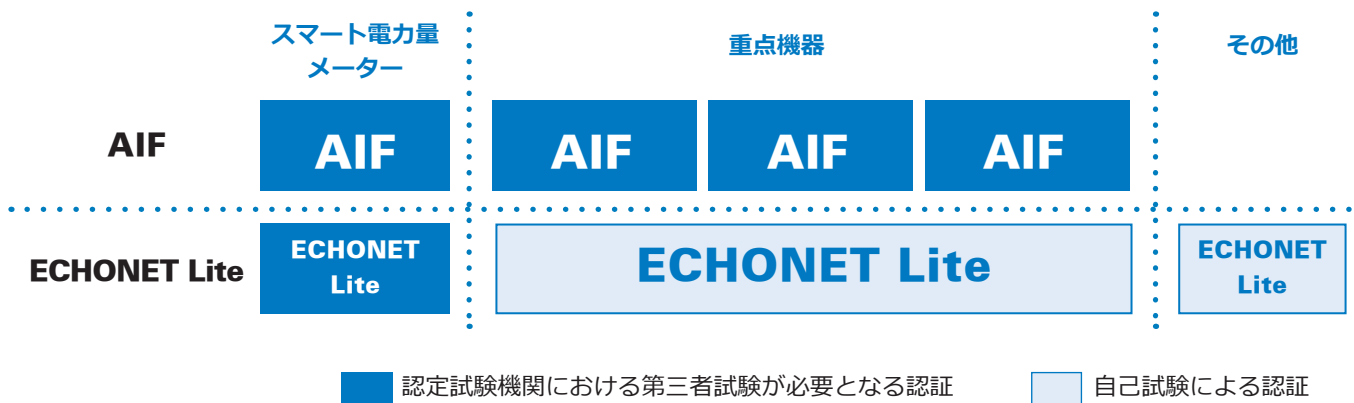 スマート電力量
メーター
重点機器
その他
AIF
AIF
AIF
AIF
AIF
ECHONET Lite
ECHONET
Lite
ECHONET Lite
ECHONET
Lite
認定試験機関における第三者試験が必要となる認証
自己試験による認証